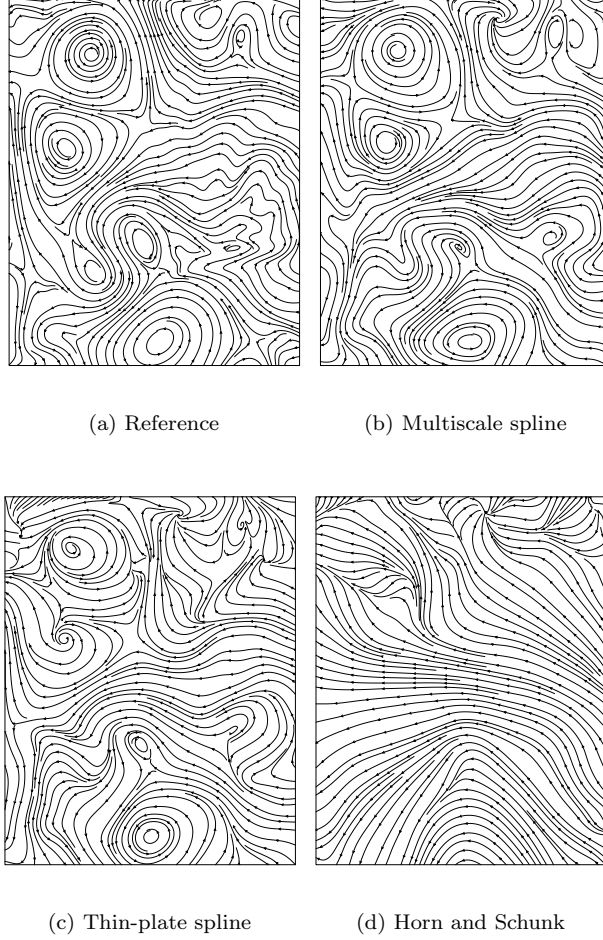 (a) Reference
(b) Multiscale spline
(c) Thin-plate spline
(d) Horn and Schunk